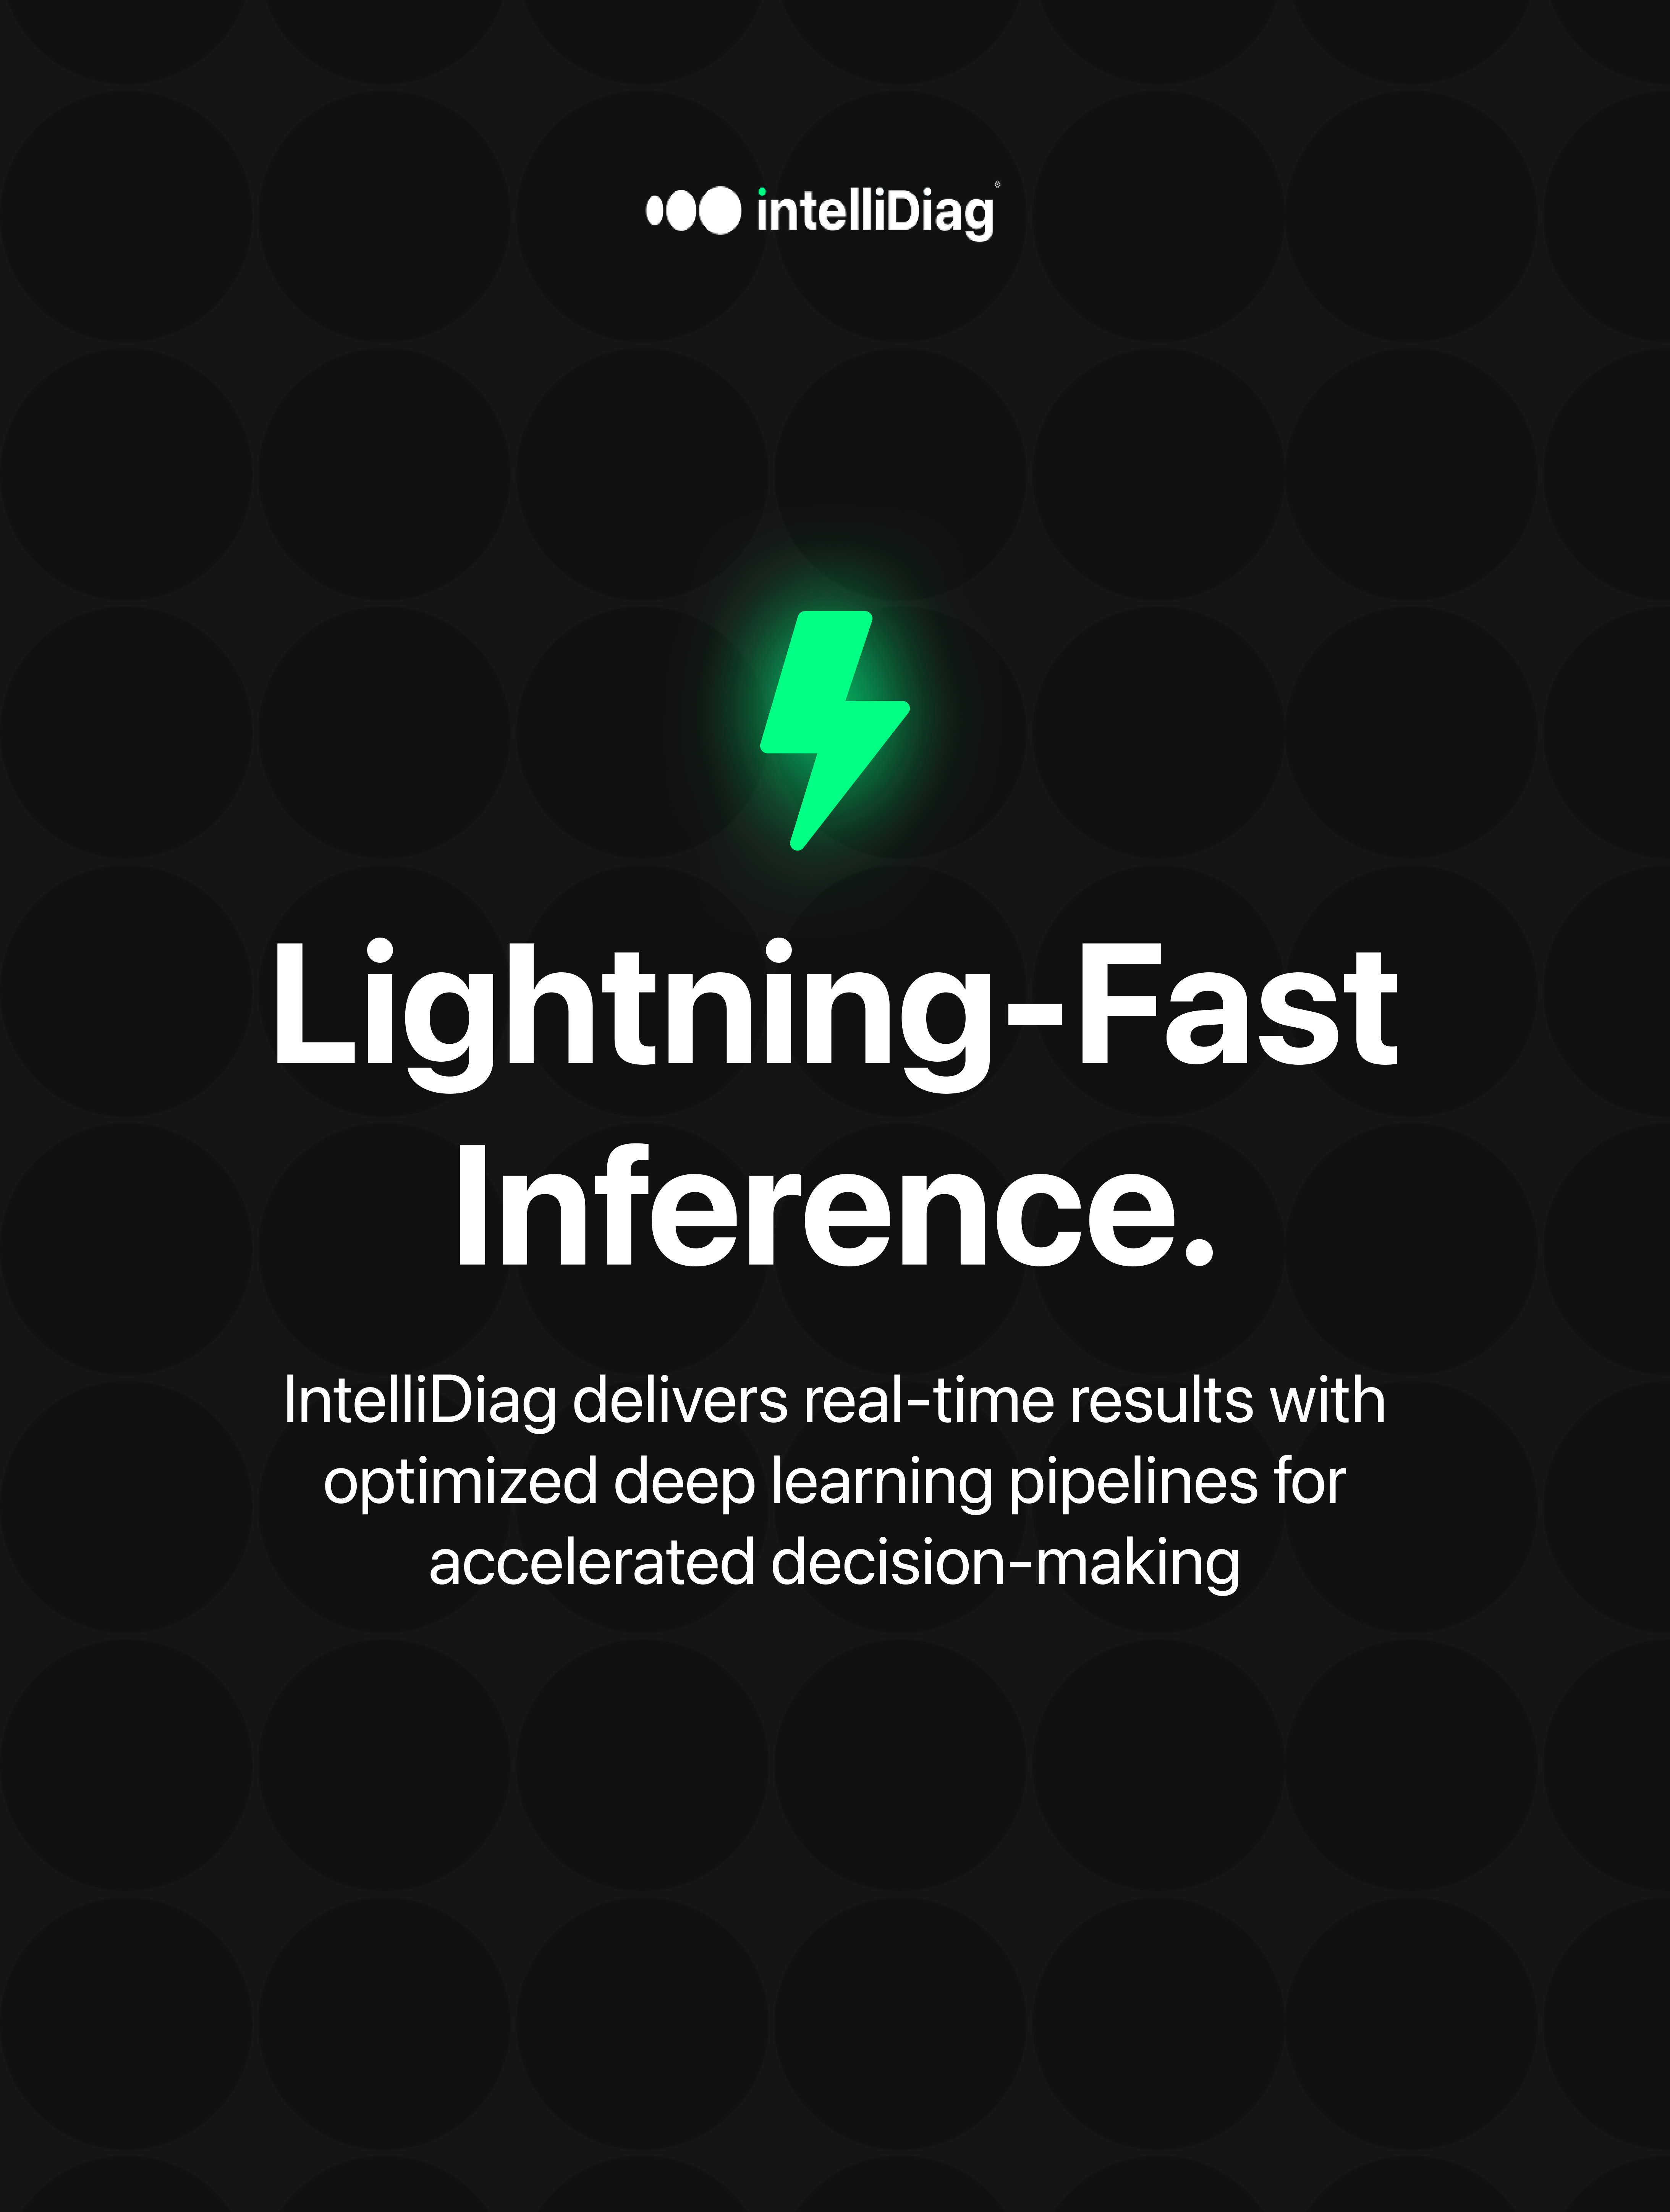 intelliDiag®
Lightning-Fast
Inference.
IntelliDiag delivers real-time results with
optimized deep learning pipelines for
accelerated decision-making